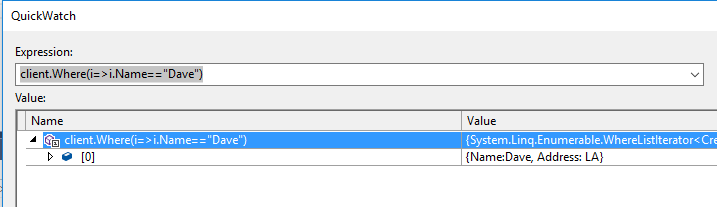 QuickWatch
Expression:
client.Where(i=>i.Name=="Dave")
Value:
Name Value
client.Where(i=>i.Name=="Dave") {System.Linq.Enumerable.WhereListIterator<Cre
[0] {Name:Dave, Address: LA}